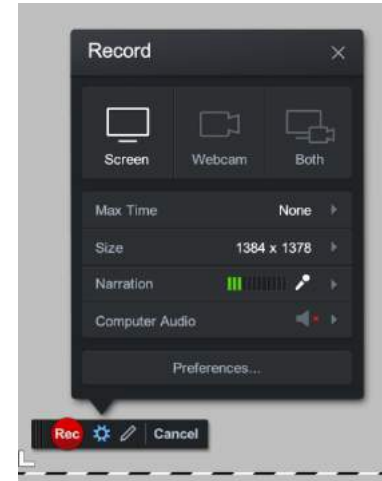 Record
Screen Webcam Both
Max Time None
Size 1384 x 1378
Narration
Computer Audio
Preferences...
Rec Cancel